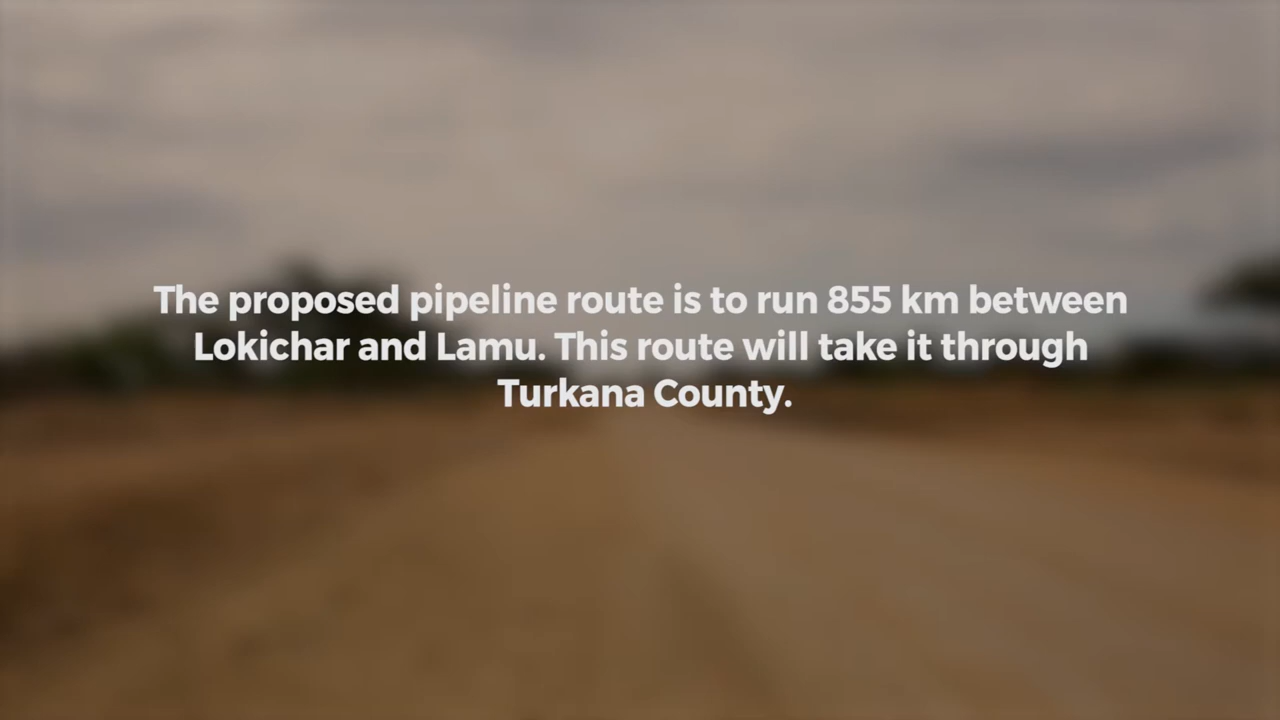 The proposed pipeline route is to run 855 km between
Lokichar and Lamu. This route will take it through
Turkana County.